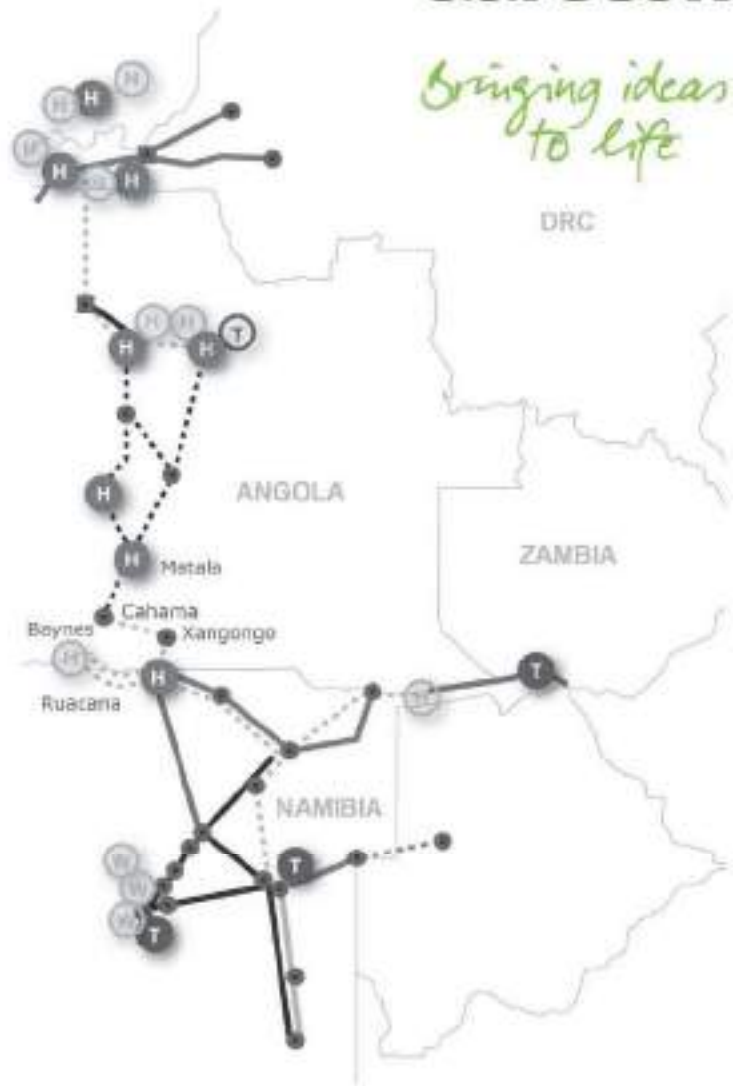 Bringing ideas
to life
H
H
H
H
H
DRC
H
H
T
H
H
H
ANGOLA
H
ZAMBIA
Matala
Cahama
Baynes
Xangongo
H
H
T
Ruacana
NAMIBIA
W
T
W
W
T